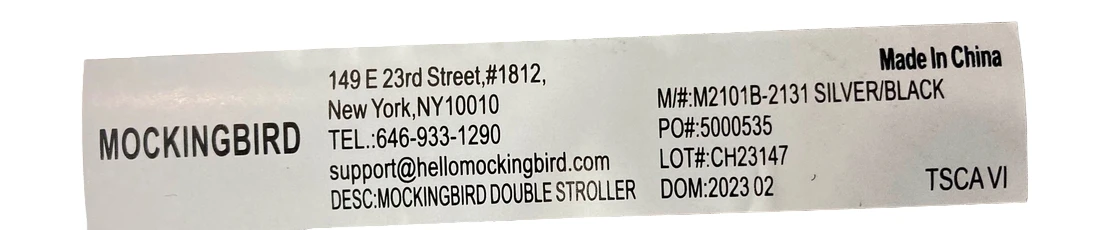 MOCKINGBIRD
149 E 23rd Street,#1812,
New York,NY10010
TEL.:646-933-1290
support@hellomockingbird.com
DESC:MOCKINGBIRD DOUBLE STROLLER
Made In China
M/#:M2101B-2131 SILVER/BLACK
PO#:5000535
LOT#:CH23147
DOM:2023 02
TSCA VI